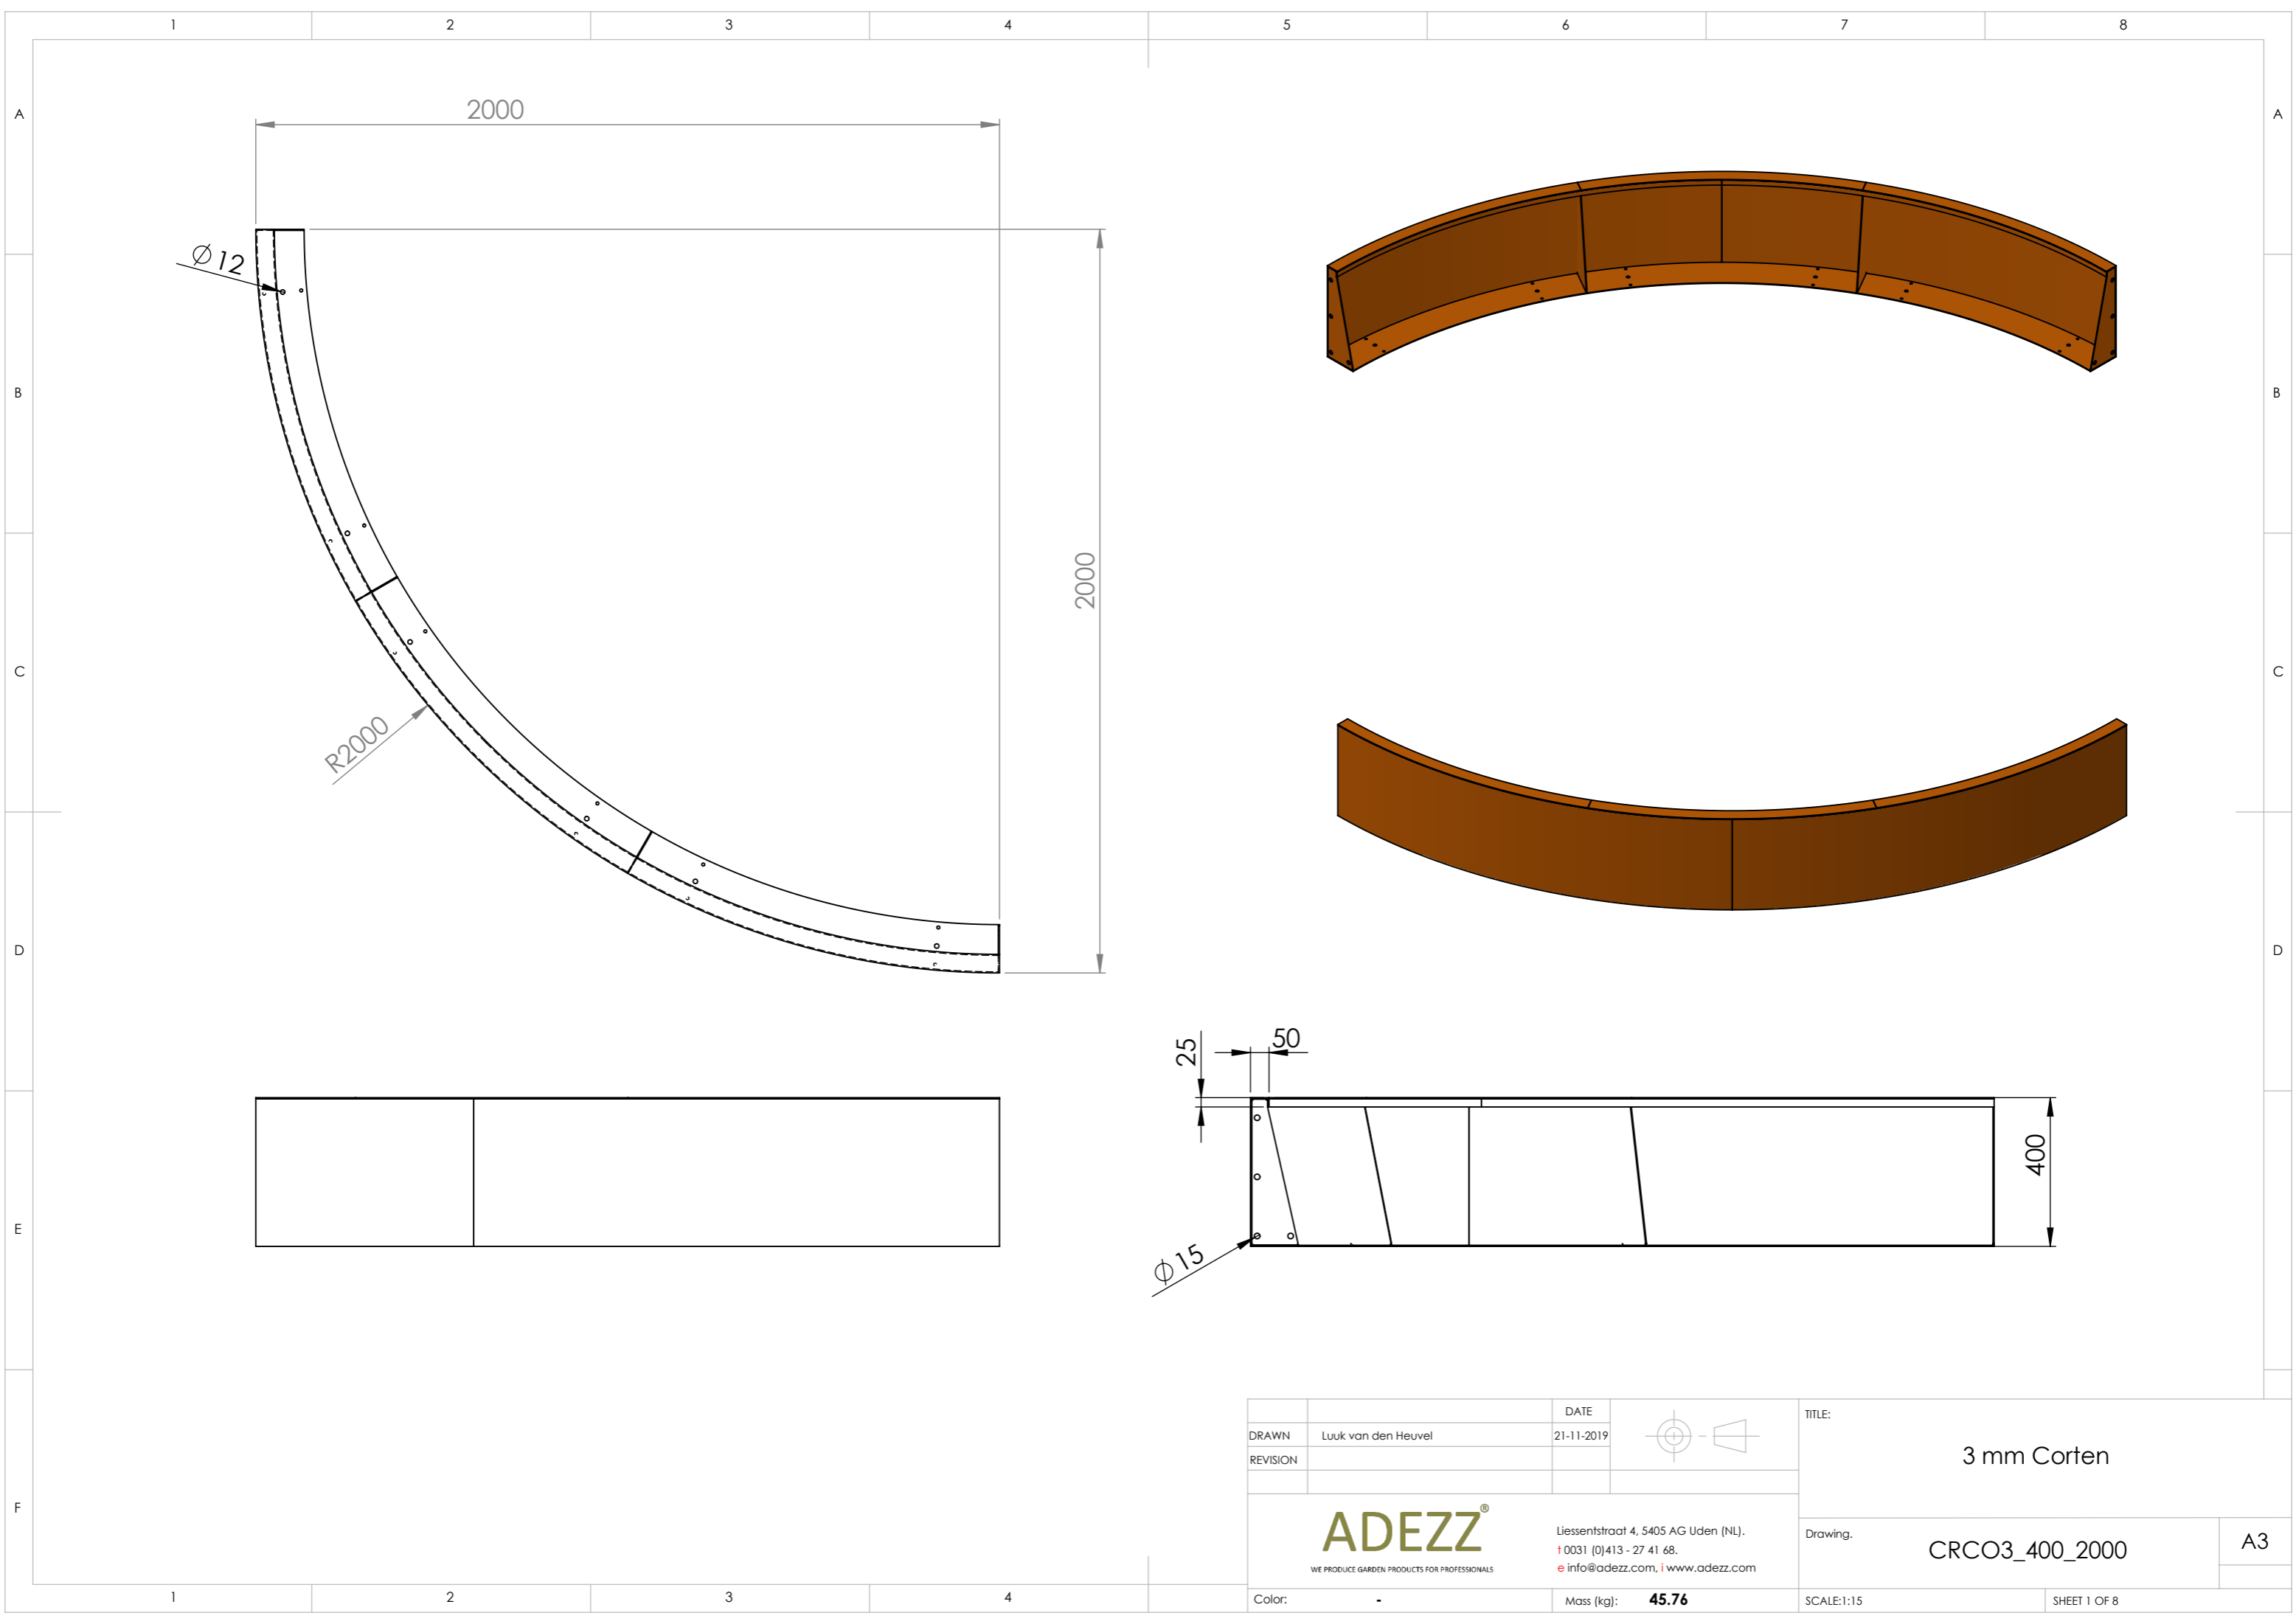 1 2 3 4 5 6 7 8
A A
2000
Ø12
B B
2000
C C
R2000
D D
25 50
400
E E
Ø15
F
DATE
DRAWN Luuk van den Heuvel 21-11-2019
REVISION
TITLE:
3 mm Corten
ADEZZ®
WE PRODUCE GARDEN PRODUCTS FOR PROFESSIONALS
Liessentstraat 4, 5405 AG Uden (NL).
t 0031 (0)413 - 27 41 68.
e info@adezz.com, i www.adezz.com
Drawing.
CRCO3_400_2000
A3
Color: -
Mass (kg): 45.76
SCALE:1:15
SHEET 1 OF 8
1 2 3 4